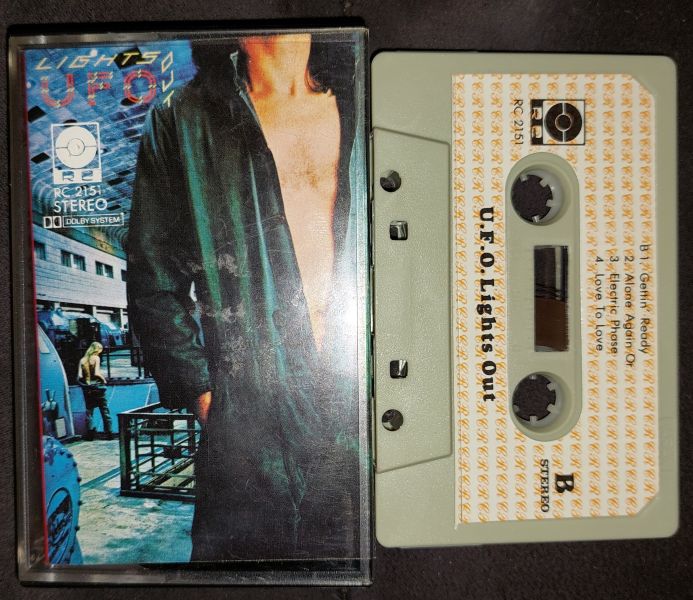 LIGHTS
OUT
UFO
RC 2151
STEREO
DOLBY SYSTEM
RC 2151
U.F.O. Lights Out
B 1. Gettin' Ready
2. Alone Again Or
3. Electric Phase
4. Love To Love
B
STEREO